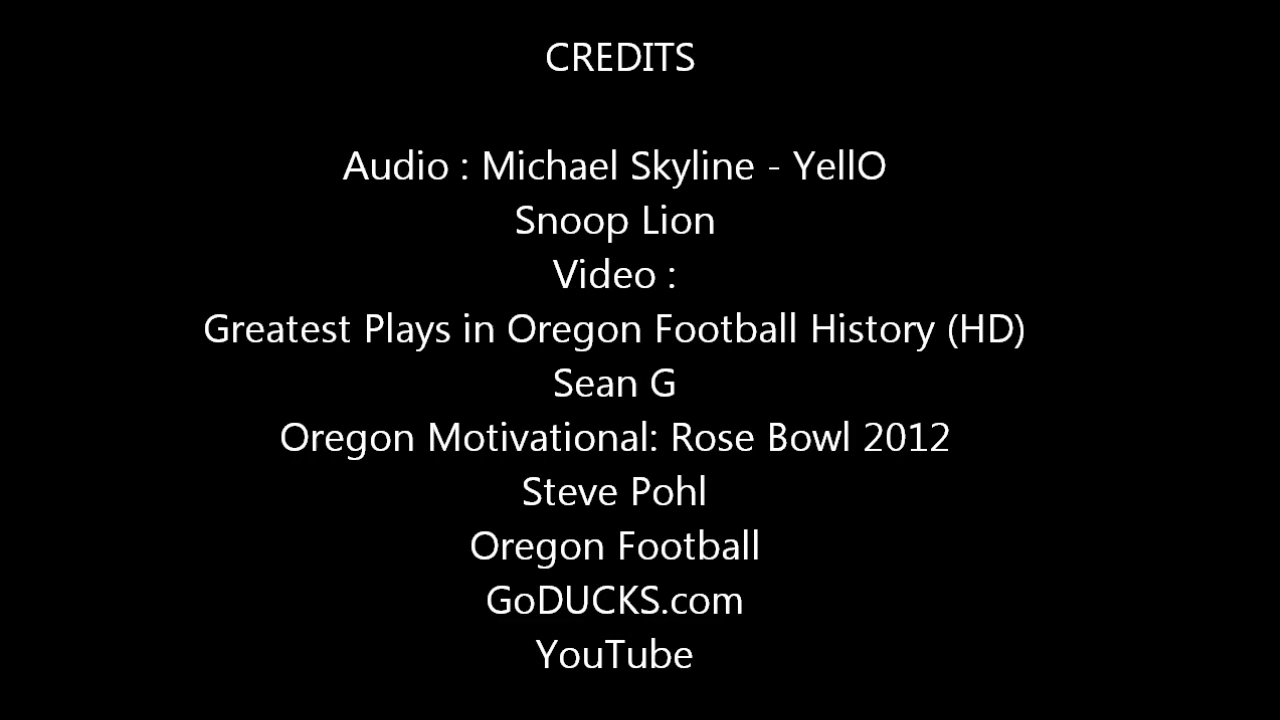 CREDITS
Audio : Michael Skyline - YellO
Snoop Lion
Video :
Greatest Plays in Oregon Football History (HD)
Sean G
Oregon Motivational: Rose Bowl 2012
Steve Pohl
Oregon Football
GoDUCKS.com
YouTube